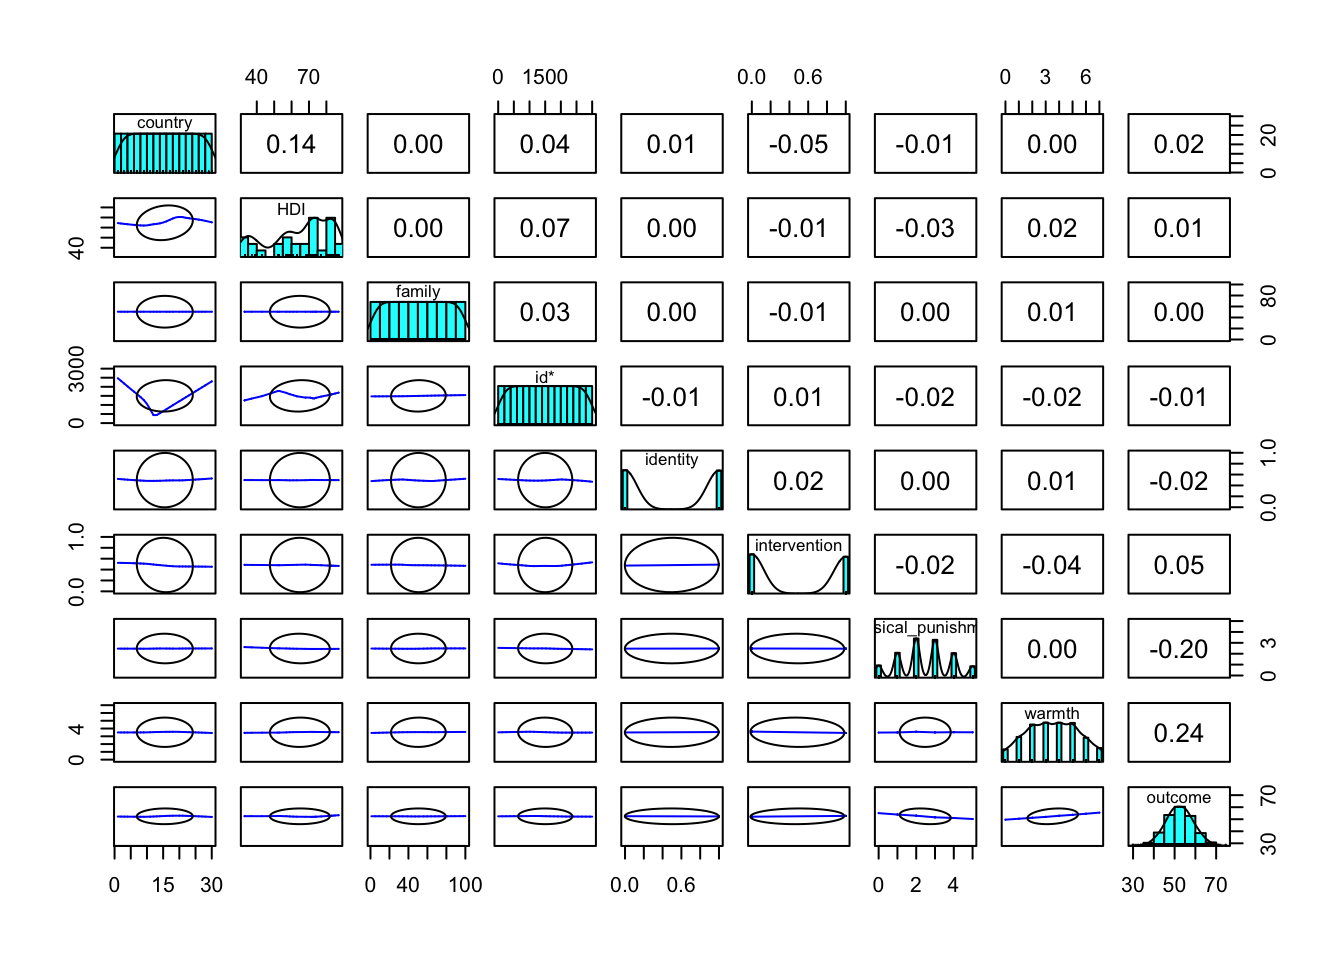 40 70 0 1500 0.0 0.6 0 3 6
country 0.14 0.00 0.04 0.01 -0.05 -0.01 0.00 0.02 0 20
40 HDI 0.00 0.07 0.00 -0.01 -0.03 0.02 0.01
family 0.03 0.00 -0.01 0.00 0.01 0.00 0 80
0 3000 id* -0.01 0.01 -0.02 -0.02 -0.01
identity 0.02 0.00 0.01 -0.02 0.0 1.0
0.0 1.0 intervention -0.02 -0.04 0.05
sical_punishm 0.00 -0.20 0 3
0 4 warmth 0.24
outcome 30 70
0 15 30 0 40 100 0.0 0.6 0 2 4 30 50 70